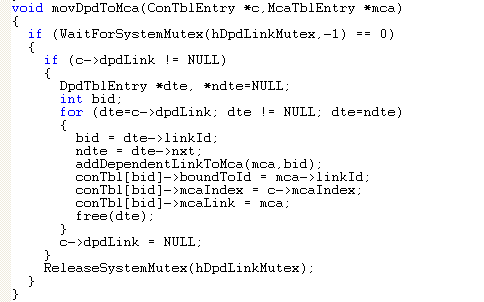 void movDpdToMca(ConTblEntry *c,McaTblEntry *mca)
{
  if (WaitForSystemMutex(hDpdLinkMutex,-1) == 0)
  {
    if (c->dpdLink != NULL)
    {
      DpdTblEntry *dte, *ndte=NULL;
      int bid;
      for (dte=c->dpdLink; dte != NULL; dte=ndte)
      {
        bid = dte->linkId;
        ndte = dte->nxt;
        addDependentLinkToMca(mca,bid);
        conTbl[bid]->boundToId = mca->linkId;
        conTbl[bid]->mcaIndex = c->mcaIndex;
        conTbl[bid]->mcaLink = mca;
        free(dte);
      }
      c->dpdLink = NULL;
    }
    ReleaseSystemMutex(hDpdLinkMutex);
  }
}